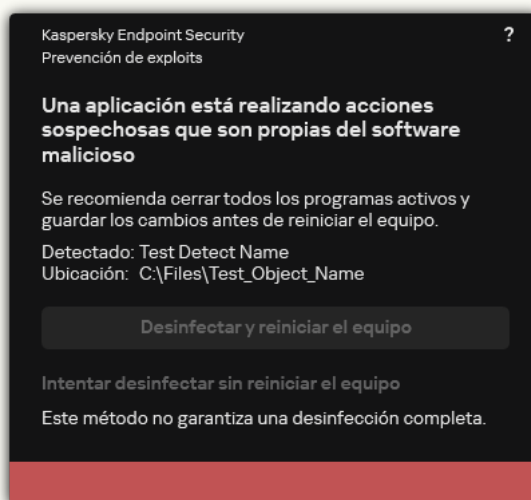 Kaspersky Endpoint Security
?
Prevención de exploits
Una aplicación está realizando acciones
sospechosas que son propias del software
malicioso
Se recomienda cerrar todos los programas activos y
guardar los cambios antes de reiniciar el equipo.
Detectado: Test Detect Name
Ubicación: C:\Files\Test_Object_Name
Desinfectar y reiniciar el equipo
Intentar desinfectar sin reiniciar el equipo
Este método no garantiza una desinfección completa.